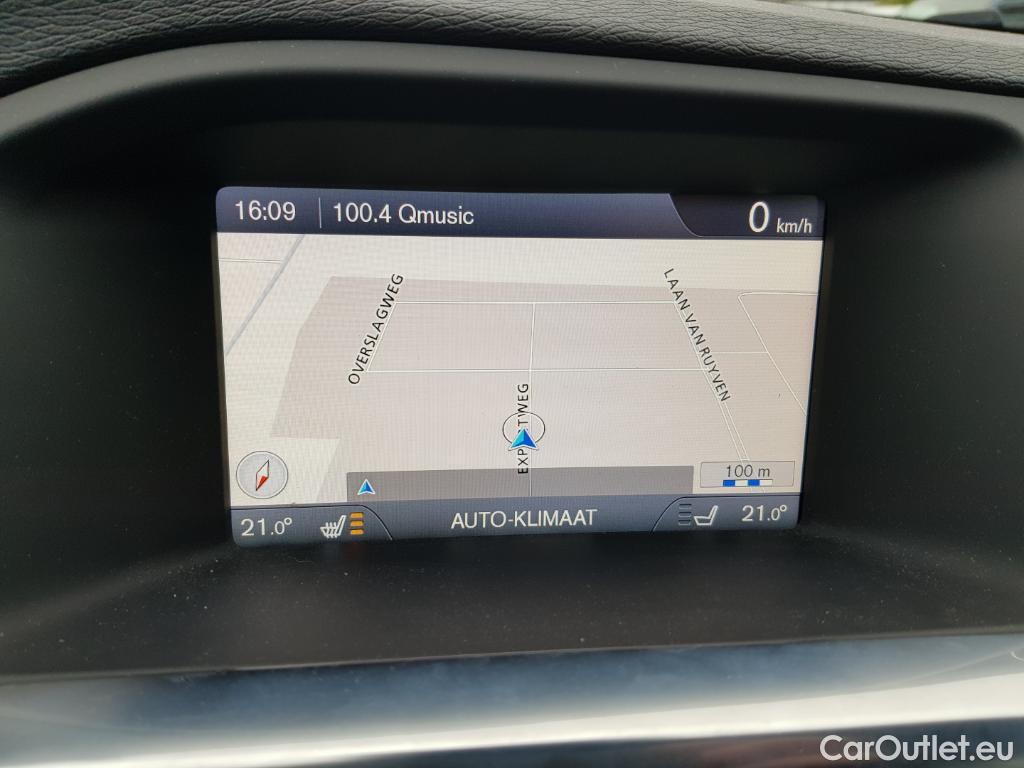 16:09 100.4 Qmusic 0 km/h
OVERSLAGWEG
LAAN VAN RUYVEN
100 m
21.0° AUTO-KLIMAAT 21.0°
CarOutlet.eu